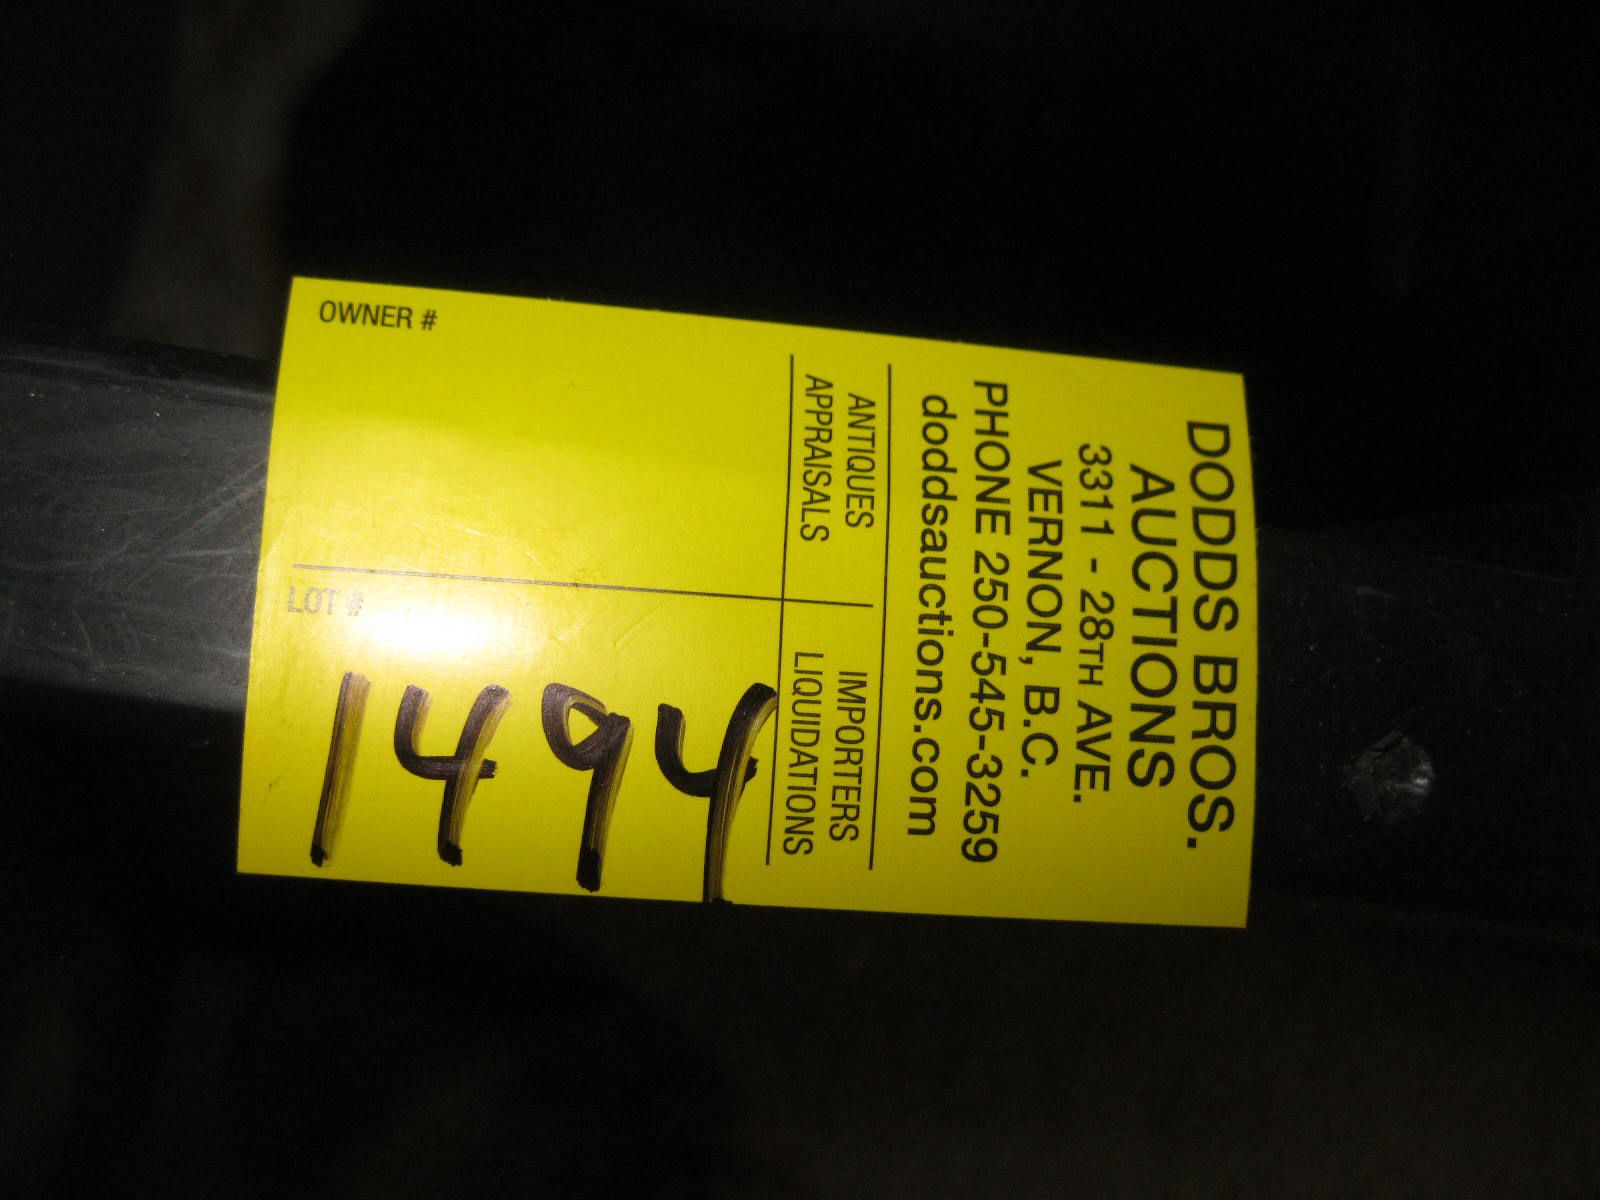 DODDS BROS.
AUCTIONS
3311 - 28TH AVE.
VERNON, B.C.
PHONE 250-545-3259
doddsauctions.com
ANTIQUES
APPRAISALS
IMPORTERS
LIQUIDATIONS
OWNER #
LOT #
1494